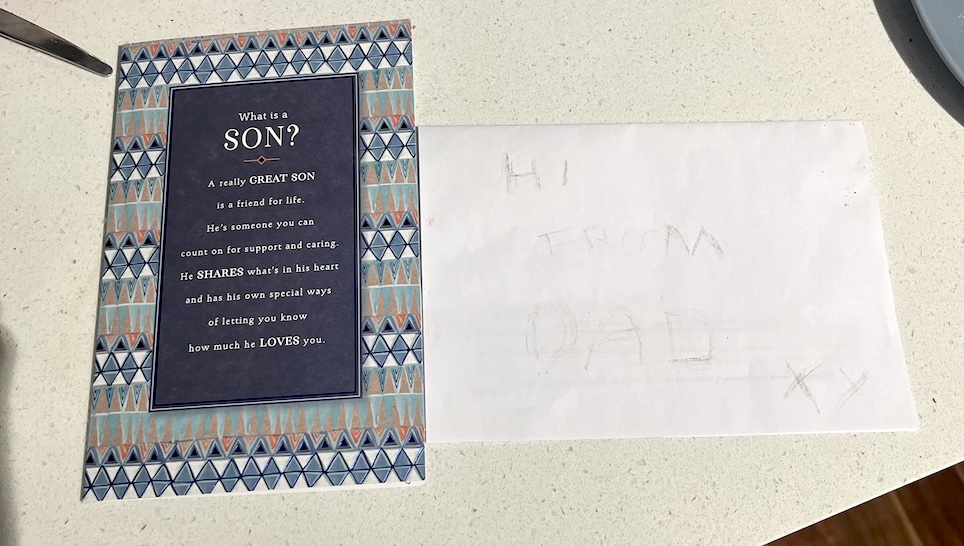 What is a
SON?
A really GREAT SON
is a friend for life.
He's someone you can
count on for support and caring.
He SHARES what's in his heart
and has his own special ways
of letting you know
how much he LOVES you.
HI
FROM
DAD
XX